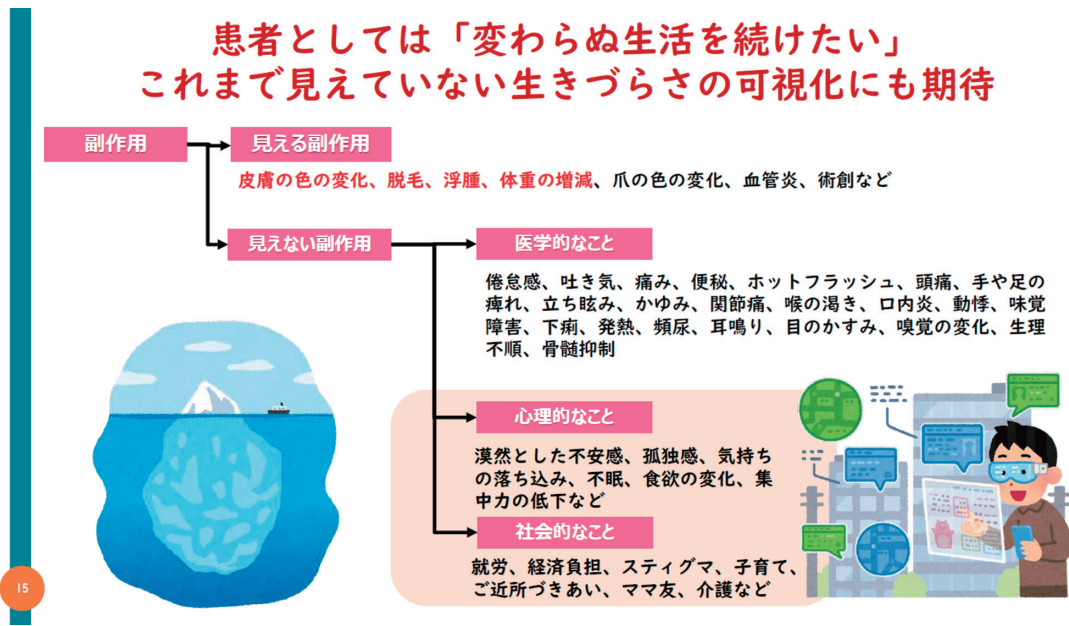 患者としては「変わらぬ生活を続けたい」
これまで見えていない生きづらさの可視化にも期待
副作用
見える副作用
皮膚の色の変化、脱毛、浮腫、体重の増減、爪の色の変化、血管炎、術創など
見えない副作用
医学的なこと
倦怠感、吐き気、痛み、便秘、ホットフラッシュ、頭痛、手や足の
痺れ、立ち眩み、かゆみ、関節痛、喉の渇き、口内炎、動悸、味覚
障害、下痢、発熱、頻尿、耳鳴り、目のかすみ、嗅覚の変化、生理
不順、骨髄抑制
心理的なこと
漠然とした不安感、孤独感、気持ち
の落ち込み、不眠、食欲の変化、集
中力の低下など
社会的なこと
就労、経済負担、スティグマ、子育て、
ご近所づきあい、ママ友、介護など
15